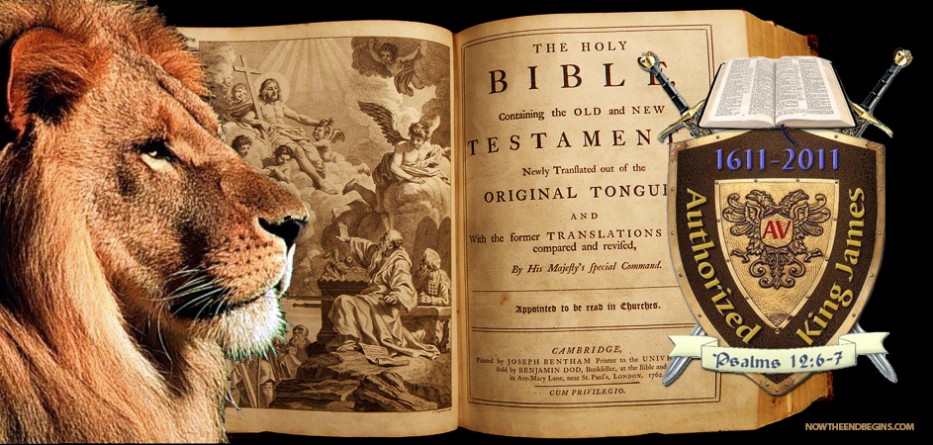 THE HOLY
BIBLE
Containing the OLD and NEW
TESTAMEN
Newly Tranſlated out of the
ORIGINAL TONGU
AND
With the former TRANSLATIONS
compared and reviſed,
By His Majeſty's ſpecial Command.
Appointed to be read in Churches.
CAMBRIDGE,
Printed by JOSEPH BENTHAM Printer to the UNIV
Sold by BENJAMIN DOD, Bookſeller, at the Bible and
in Ave-Mary Lane, near St. Paul's, LONDON, 1762
CUM PRIVILEGIO.
1611-2011
Authorized
AV
King James
Psalms 12:6-7
NOWTHEENDBEGINS.COM